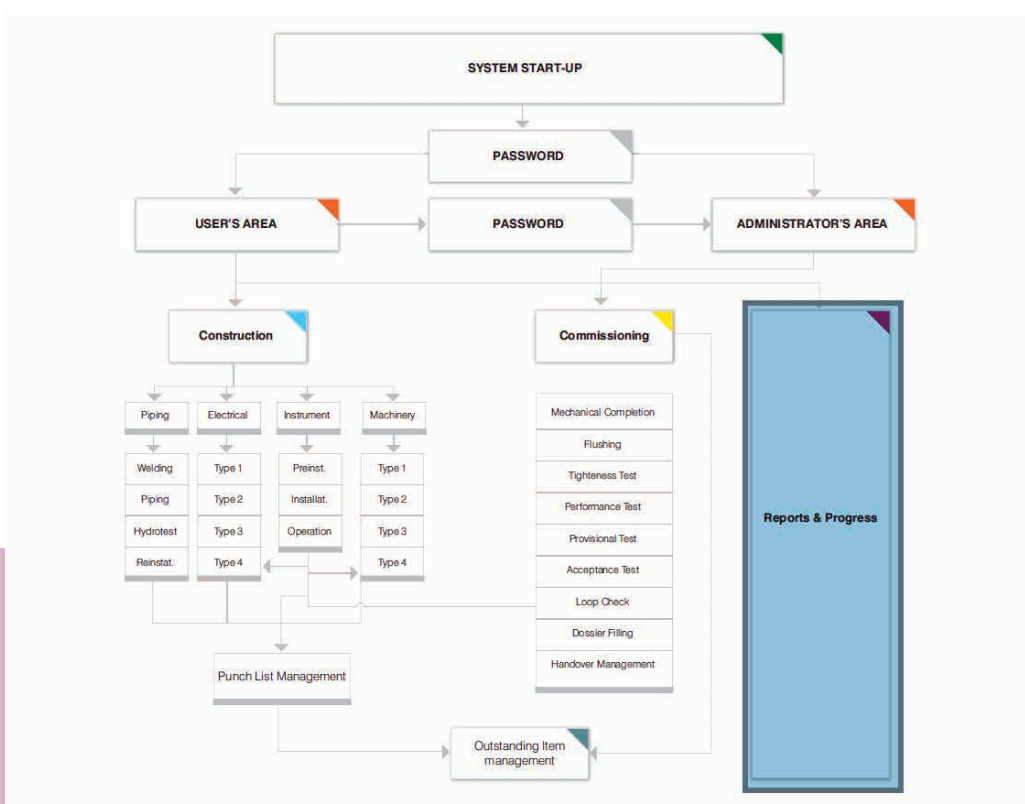 SYSTEM START-UP
PASSWORD
USER'S AREA
PASSWORD
ADMINISTRATOR'S AREA
Construction
Commissioning
Reports & Progress
Piping
Electrical
Instrument
Machinery
Welding
Piping
Hydrotest
Reinstat.
Type 1
Type 2
Type 3
Type 4
Preinst.
Installat.
Operation
Type 1
Type 2
Type 3
Type 4
Mechanical Completion
Flushing
Tighteness Test
Performance Test
Provisional Test
Acceptance Test
Loop Check
Dossier Filling
Handover Management
Punch List Management
Outstanding Item
management